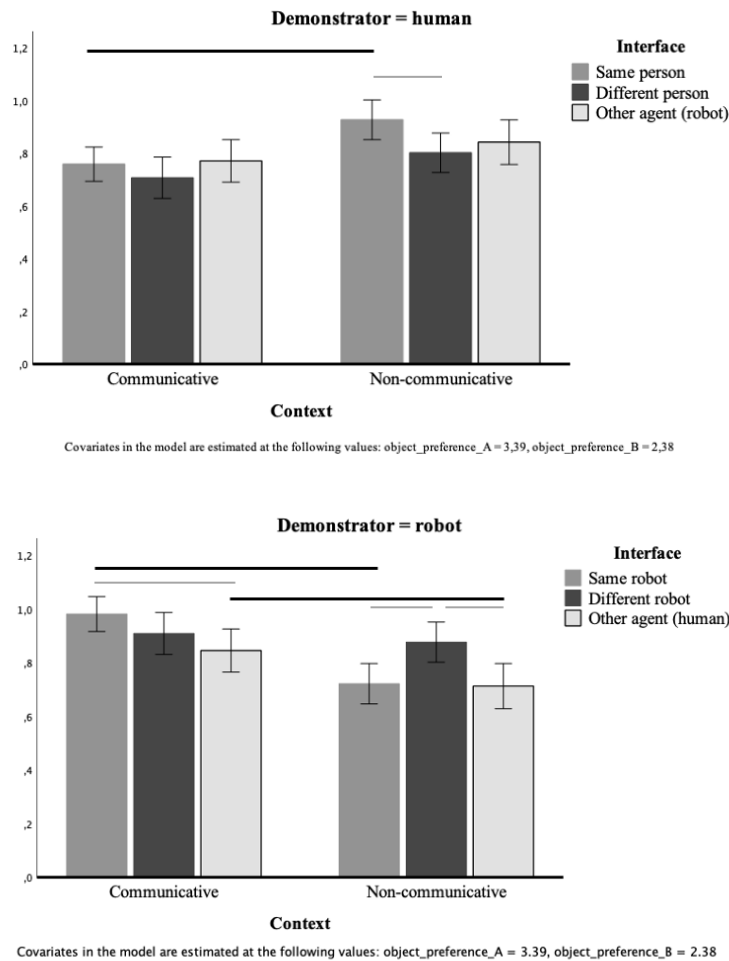 Demonstrator = human
1,2
1,0
,8
,6
,4
,2
,0
Interface
Same person
Different person
Other agent (robot)
Communicative
Non-communicative
Context
Covariates in the model are estimated at the following values: object_preference_A = 3,39, object_preference_B = 2,38
Demonstrator = robot
1,2
1,0
,8
,6
,4
,2
,0
Interface
Same robot
Different robot
Other agent (human)
Communicative
Non-communicative
Context
Covariates in the model are estimated at the following values: object_preference_A = 3.39, object_preference_B = 2.38